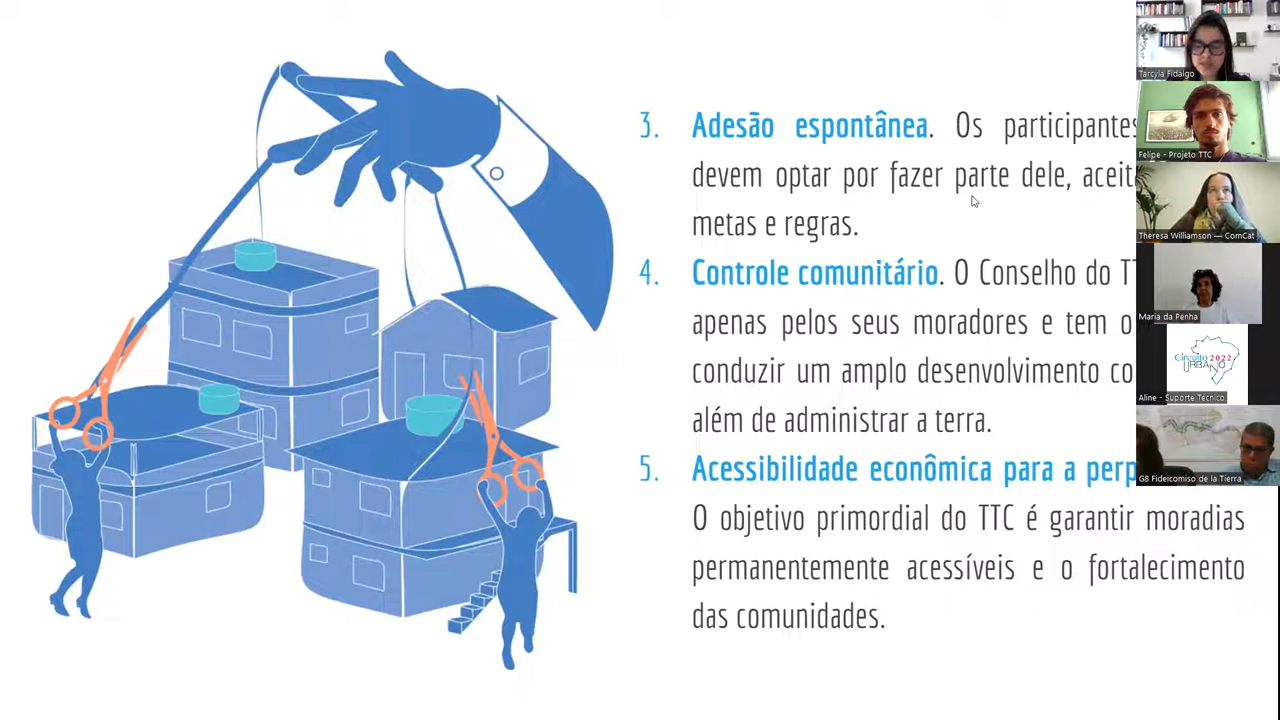 3. Adesão espontânea. Os participantes
devem optar por fazer parte dele,
metas e regras.
4. Controle comunitário. O Conselho do
apenas pelos seus moradores e tem
conduzir um amplo desenvolvimento
além de administrar a terra.
5. Acessibilidade econômica para a
O objetivo primordial do TTC é garantir moradias
permanentemente acessíveis e o fortalecimento
das comunidades.
Tarcyla Fidalgo
Felipe - Projeto TTC
Theresa Williamson — ComCat
Maria da Penha
Circuito 2022
URBANO
Aline - Suporte Técnico
G8 Fideicomiso de la Tierra